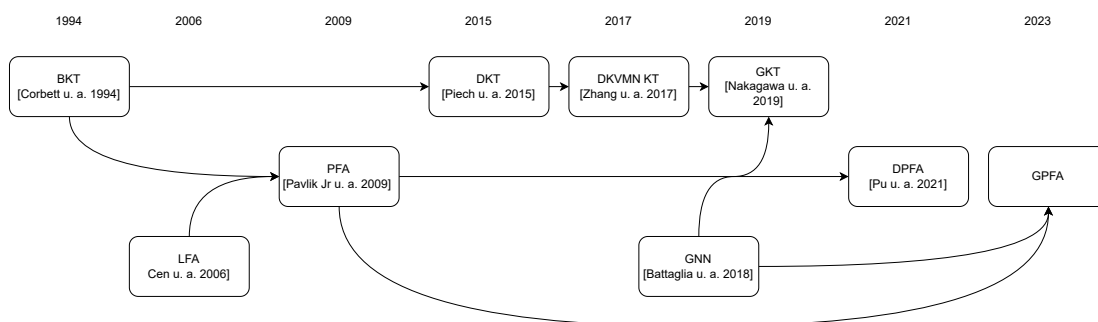 1994 2006 2009 2015 2017 2019 2021 2023
BKT
[Corbett u. a. 1994]
DKT
[Piech u. a. 2015]
DKVMN KT
[Zhang u. a. 2017]
GKT
[Nakagawa u. a.
2019]
PFA
[Pavlik Jr u. a. 2009]
DPFA
[Pu u. a. 2021]
GPFA
LFA
Cen u. a. 2006]
GNN
[Battaglia u. a. 2018]